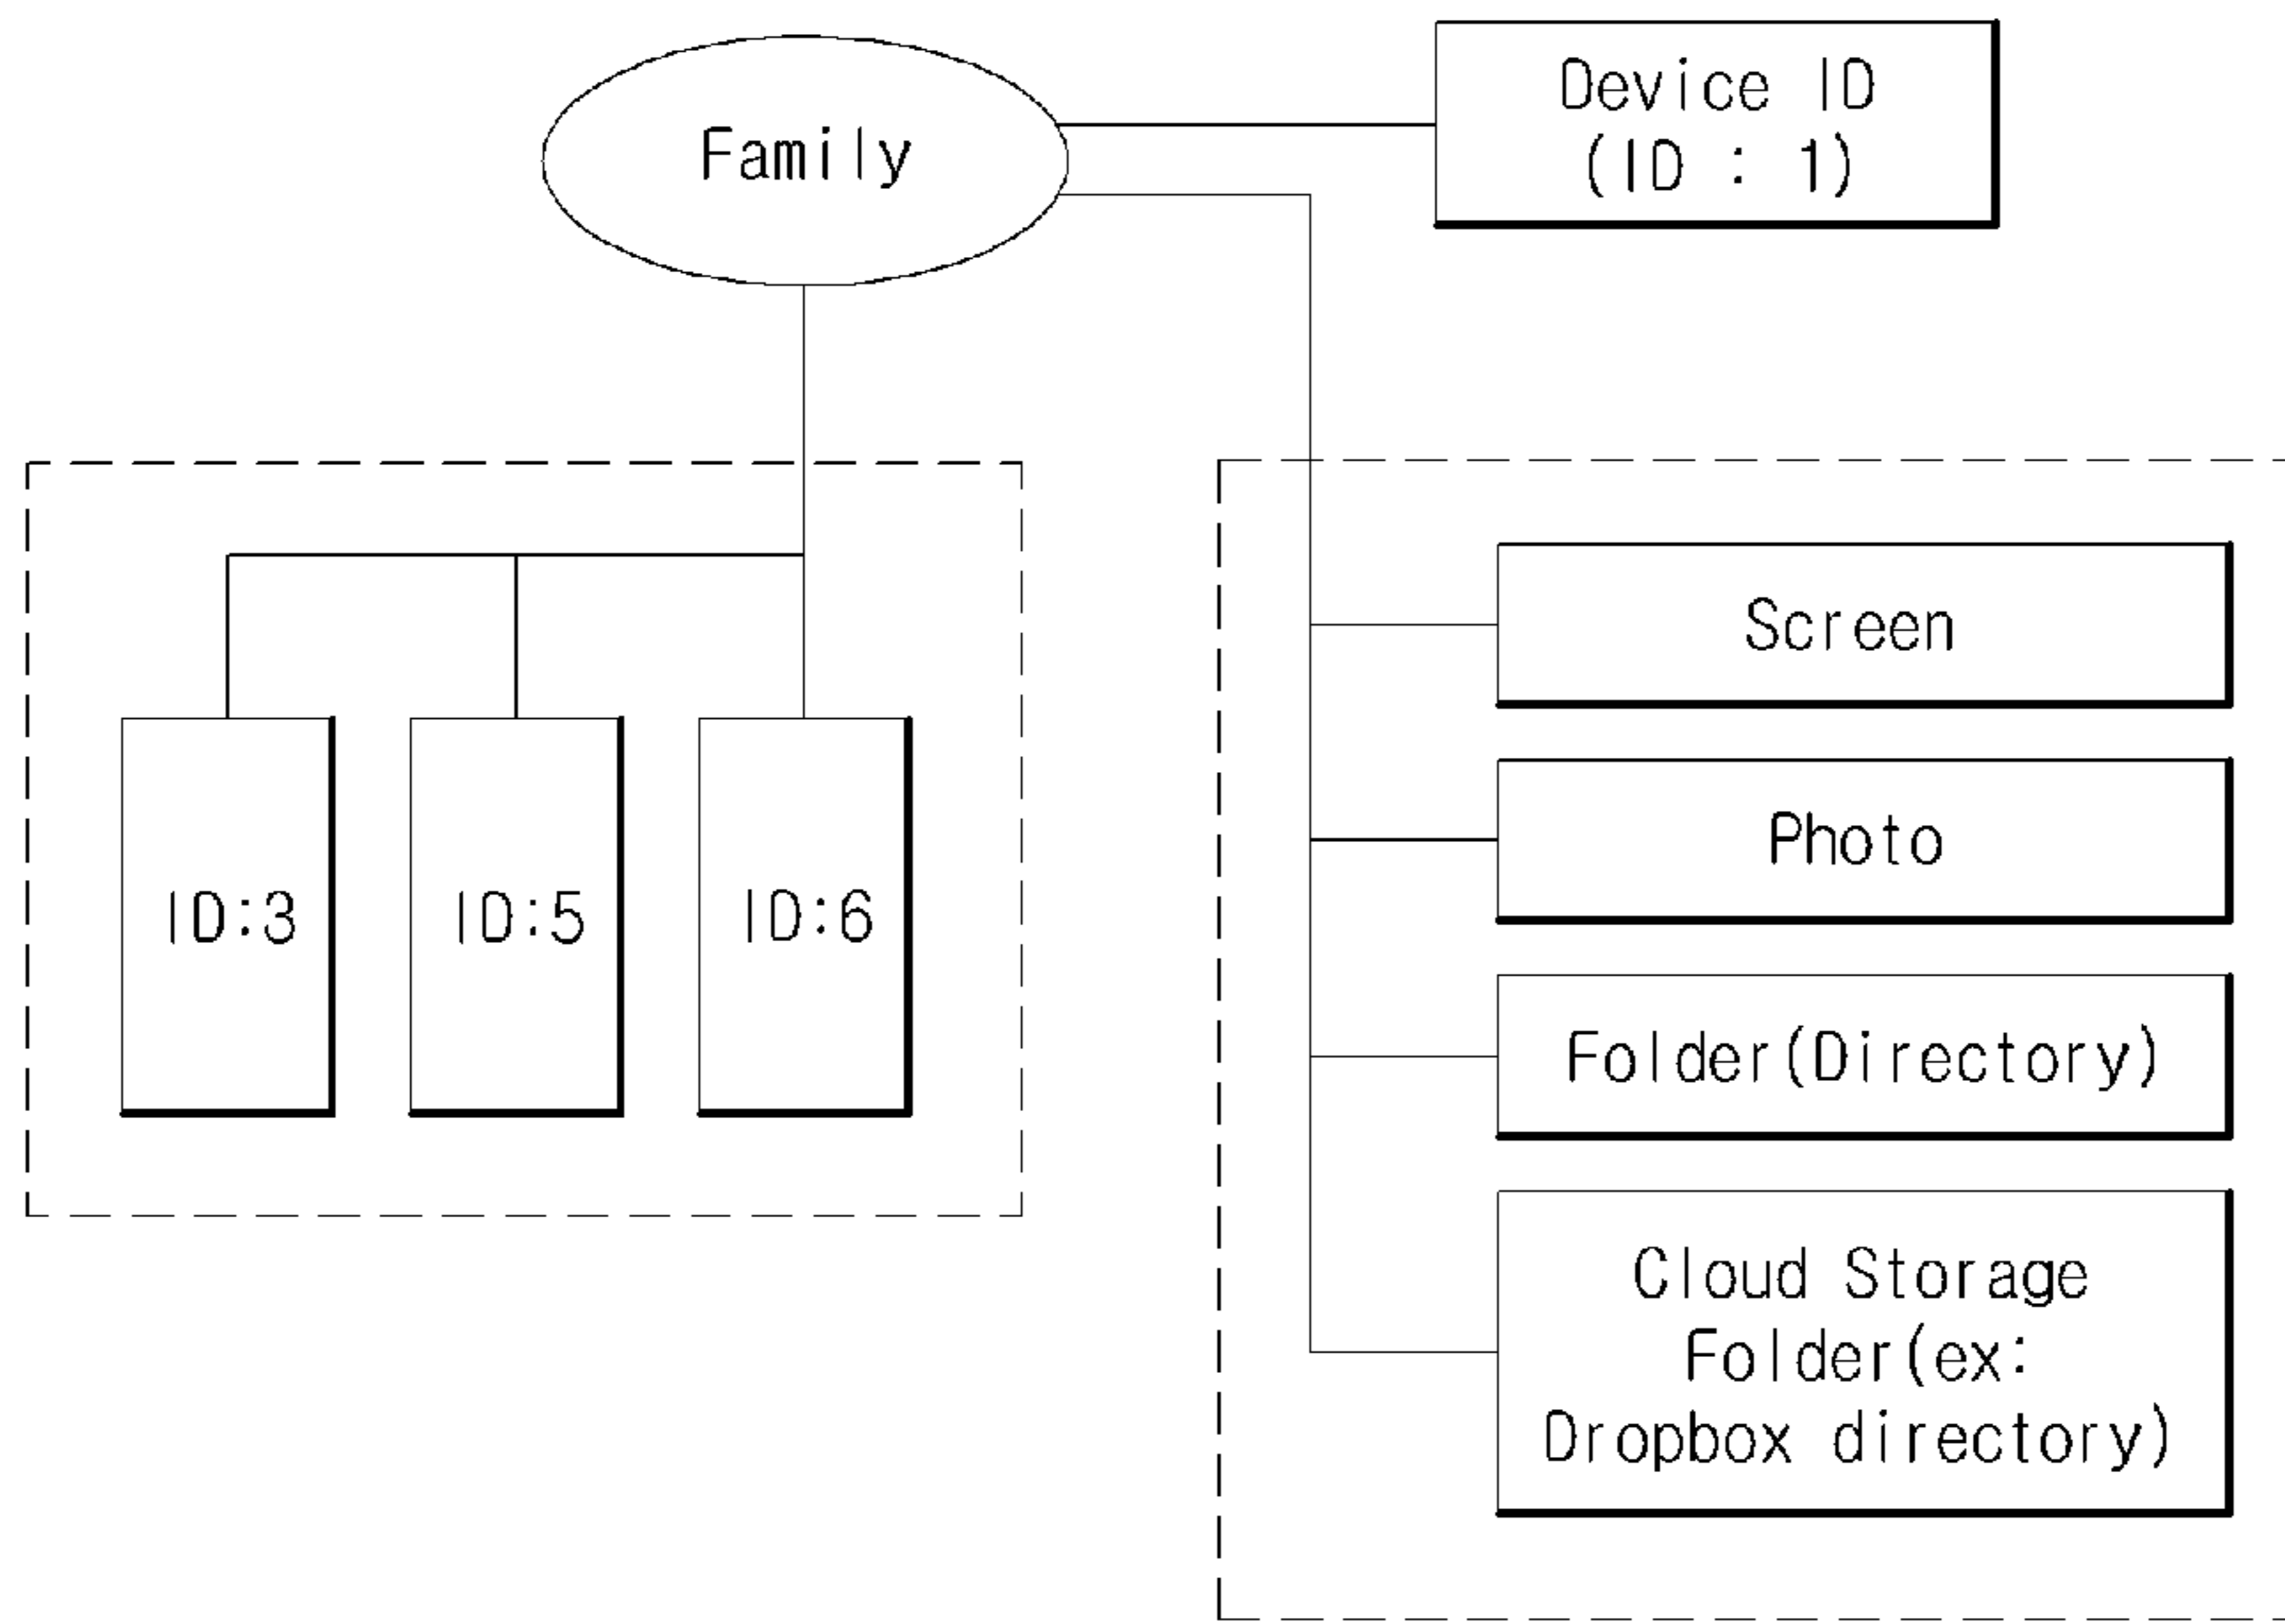 Family
Device ID
(ID : 1)
ID:3
ID:5
ID:6
Screen
Photo
Folder(Directory)
Cloud Storage
Folder(ex:
Dropbox directory)